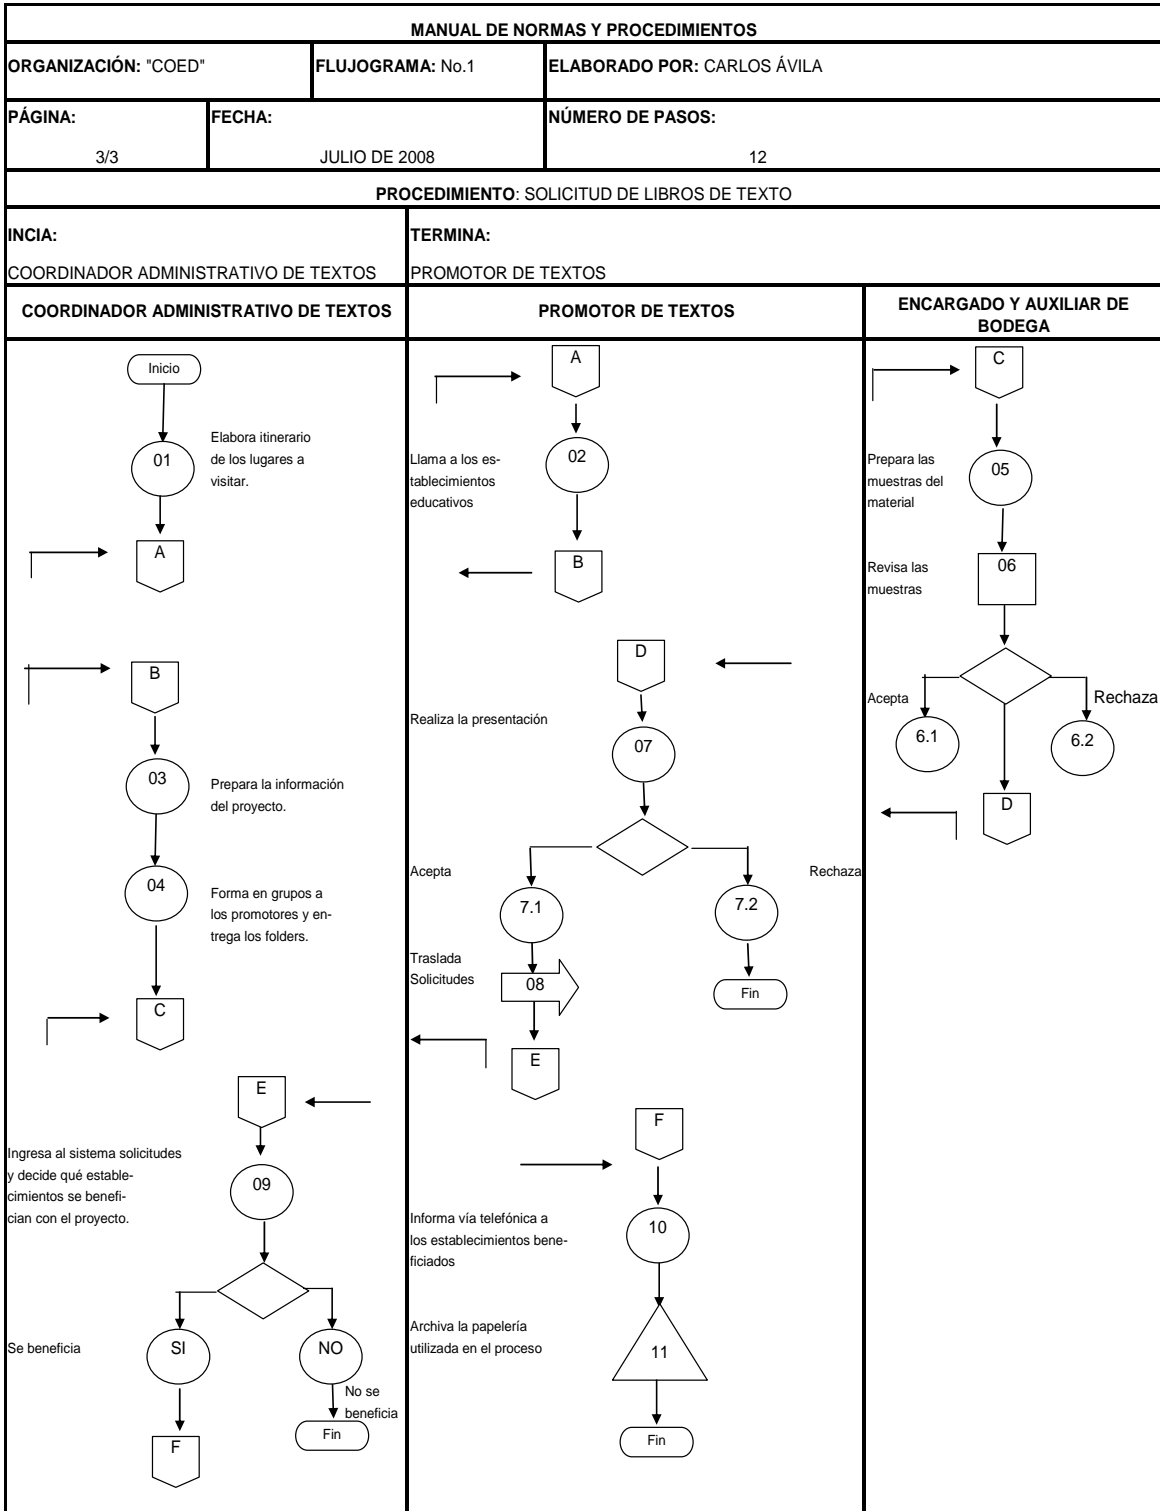 MANUAL DE NORMAS Y PROCEDIMIENTOS
ORGANIZACIÓN: "COED"
FLUJOGRAMA: No.1
ELABORADO POR: CARLOS ÁVILA
PÁGINA:
3/3
FECHA:
JULIO DE 2008
NÚMERO DE PASOS:
12
PROCEDIMIENTO: SOLICITUD DE LIBROS DE TEXTO
INCIA:
COORDINADOR ADMINISTRATIVO DE TEXTOS
TERMINA:
PROMOTOR DE TEXTOS
COORDINADOR ADMINISTRATIVO DE TEXTOS
Inicio
01
Elabora itinerario
de los lugares a
visitar.
A
B
03
Prepara la información
del proyecto.
04
Forma en grupos a
los promotores y en-
trega los folders.
C
E
Ingresa al sistema solicitudes
y decide qué estable-
cimientos se benefi-
cian con el proyecto.
09
Se beneficia
SI
NO
No se
beneficia
Fin
F
PROMOTOR DE TEXTOS
A
Llama a los es-
tablecimientos
educativos
02
B
D
Realiza la presentación
07
Acepta
Rechaza
7.1
7.2
Traslada
Solicitudes
08
Fin
E
F
Informa vía telefónica a
los establecimientos bene-
ficiados
10
Archiva la papelería
utilizada en el proceso
11
Fin
ENCARGADO Y AUXILIAR DE
BODEGA
C
Prepara las
muestras del
material
05
Revisa las
muestras
06
Acepta
Rechaza
6.1
6.2
D